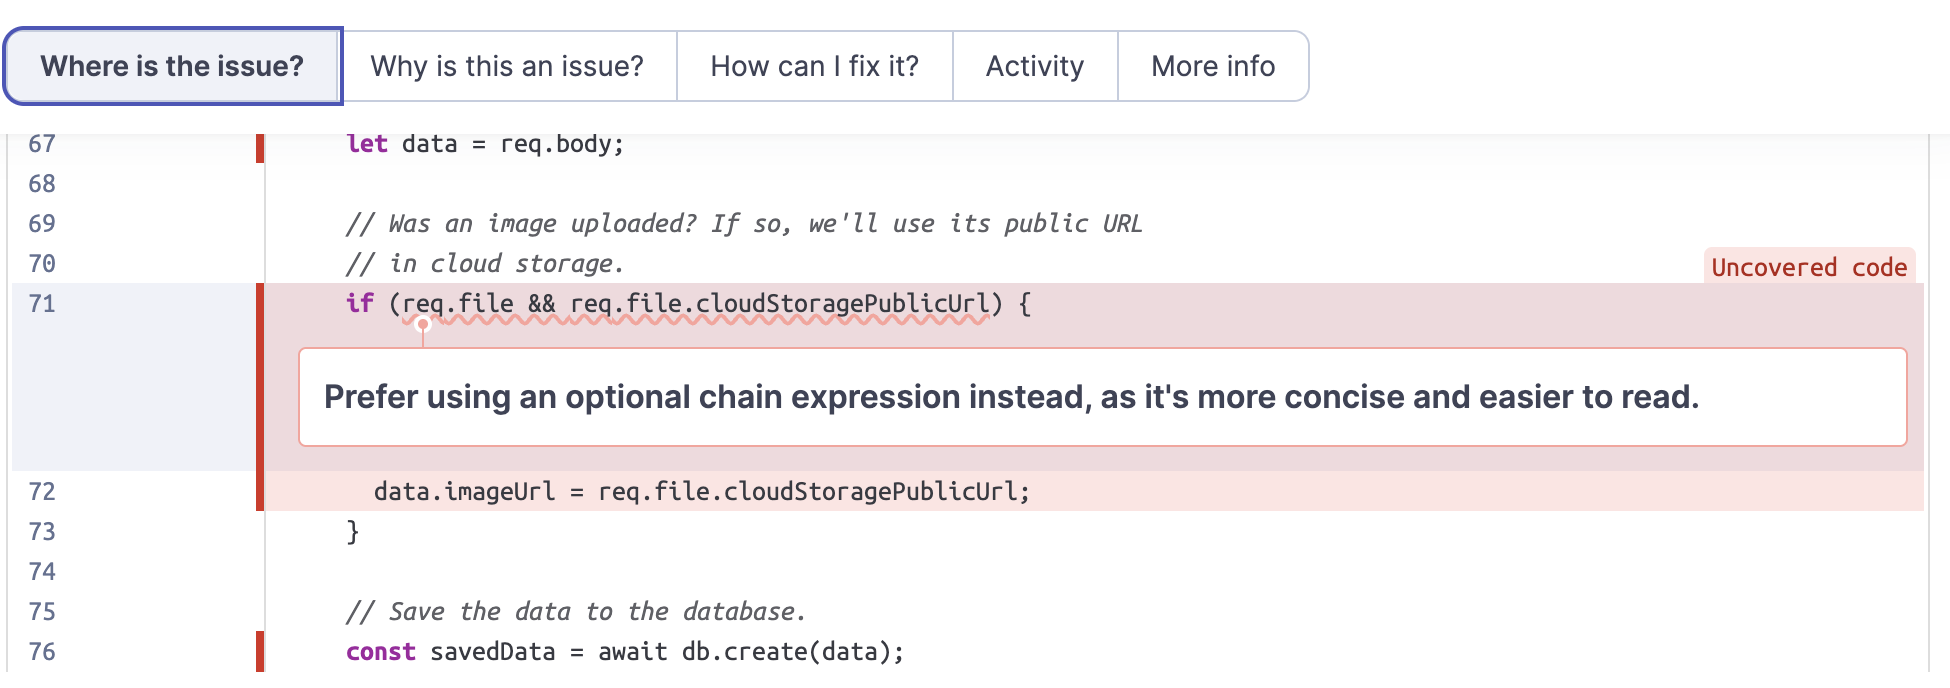 Where is the issue? Why is this an issue? How can I fix it? Activity More info
67 let data = req.body;
68
69 // Was an image uploaded? If so, we'll use its public URL
70 // in cloud storage.
Uncovered code
71 if (req.file && req.file.cloudStoragePublicUrl) {
Prefer using an optional chain expression instead, as it's more concise and easier to read.
72 data.imageUrl = req.file.cloudStoragePublicUrl;
73 }
74
75 // Save the data to the database.
76 const savedData = await db.create(data);